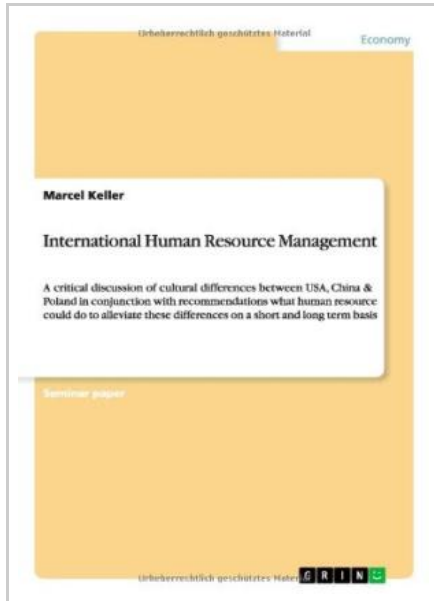 Urheberrechtlich geschütztes Material
Economy
Marcel Keller
International Human Resource Management
A critical discussion of cultural differences between USA, China &
Poland in conjunction with recommendations what human resource
could do to alleviate these differences on a short and long term basis
Seminar paper
Urheberrechtlich geschütztes Mater
GRIN